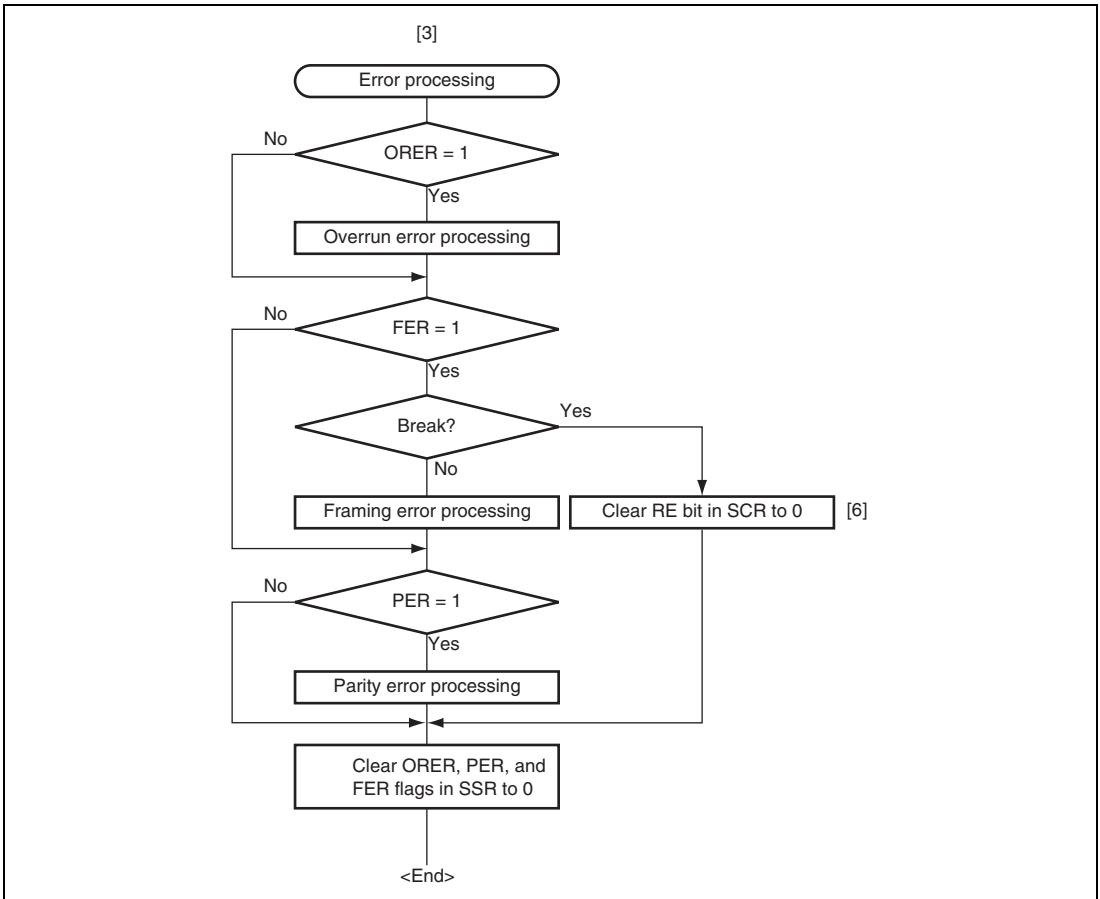 [3]
Error processing
No
ORER = 1
Yes
Overrun error processing
No
FER = 1
Yes
Break?
Yes
No
Framing error processing
Clear RE bit in SCR to 0
[6]
No
PER = 1
Yes
Parity error processing
Clear ORER, PER, and
FER flags in SSR to 0
<End>